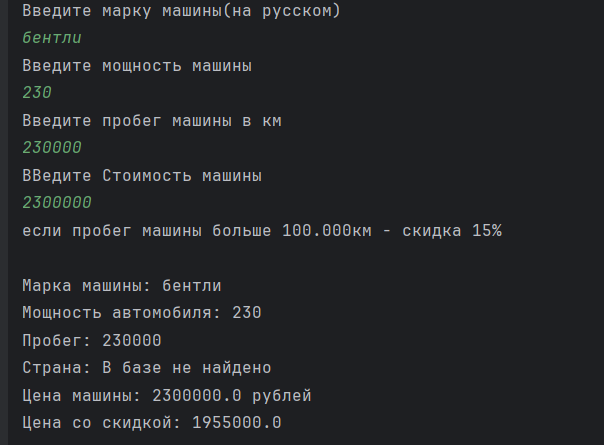 Введите марку машины(на русском)
бентли
Введите мощность машины
230
Введите пробег машины в км
230000
ВВедите Стоимость машины
2300000
если пробег машины больше 100.000км - скидка 15%
Марка машины: бентли
Мощность автомобиля: 230
Пробег: 230000
Страна: В базе не найдено
Цена машины: 2300000.0 рублей
Цена со скидкой: 1955000.0